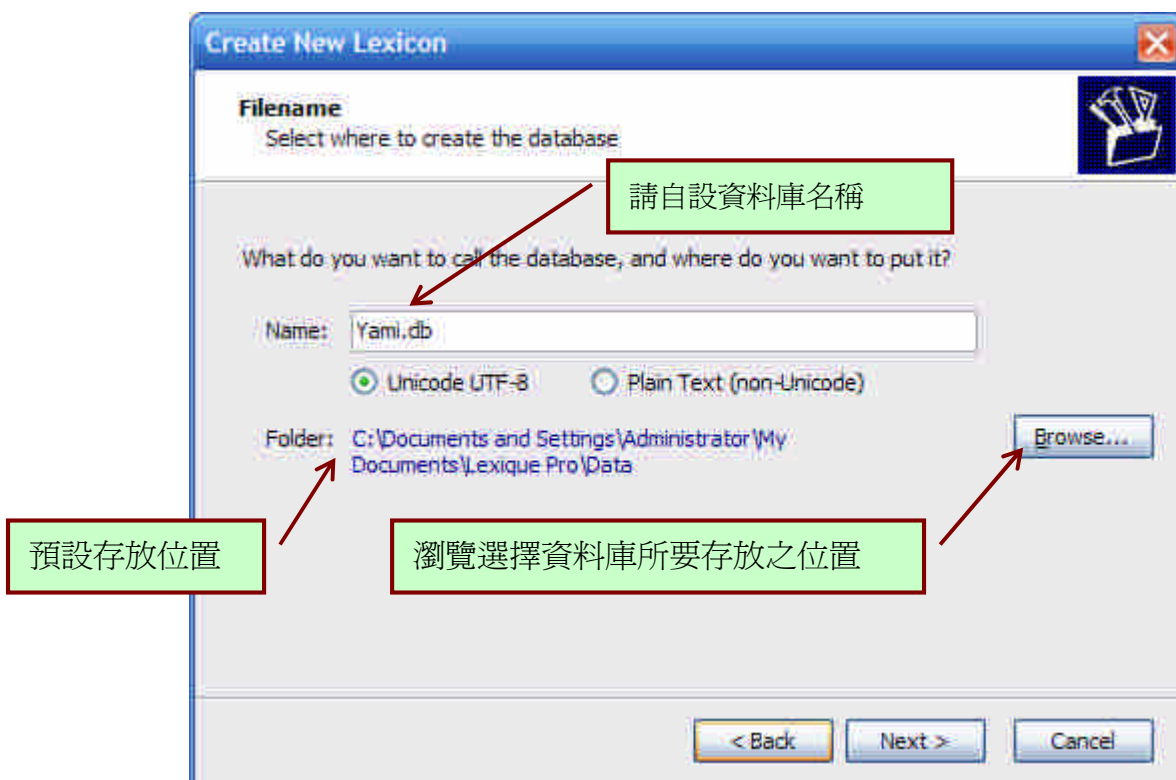 Create New Lexicon
Filename
Select where to create the database
請自設資料庫名稱
What do you want to call the database, and where do you want to put it?
Name: Yami.db
Unicode UTF-8 Plain Text (non-Unicode)
Folder: C:\Documents and Settings\Administrator\My Browse...
Documents\Lexique Pro\Data
預設存放位置 瀏覽選擇資料庫所要存放之位置
< Back Next > Cancel